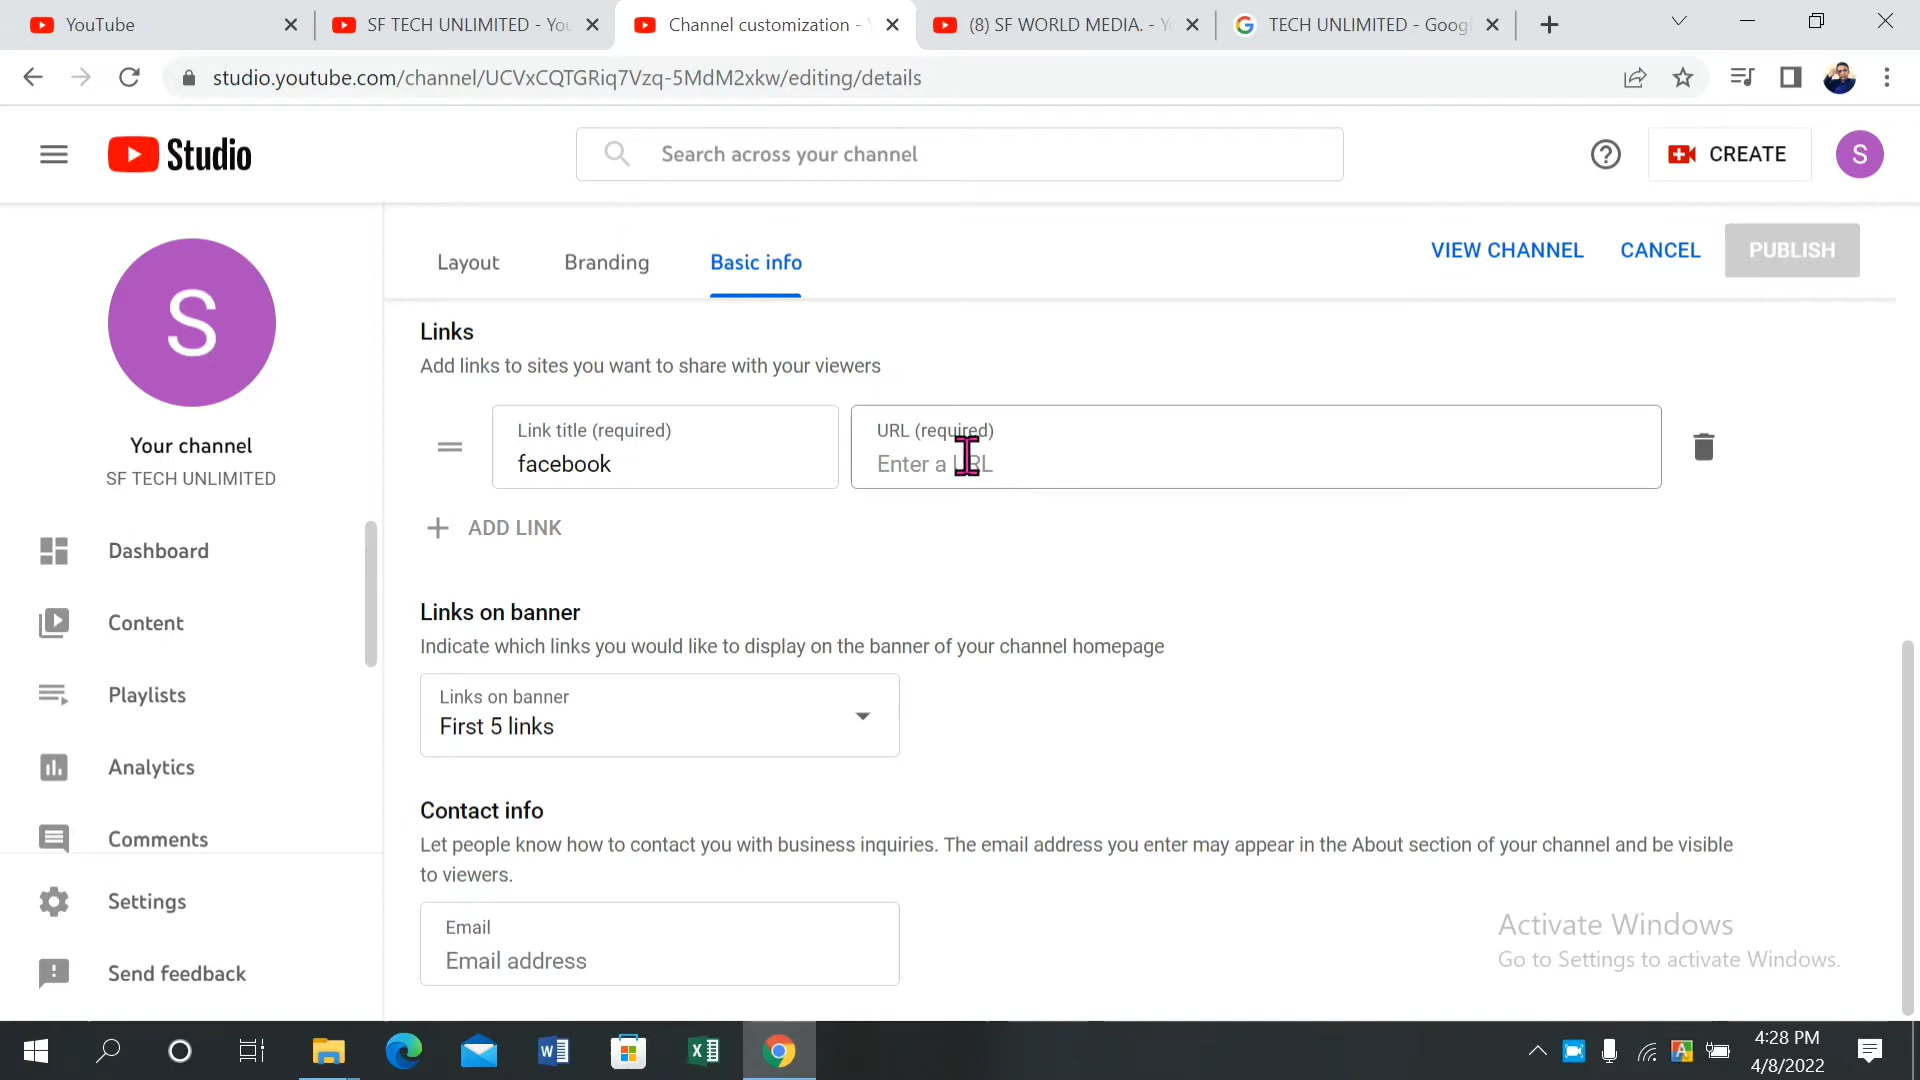 YouTube
SF TECH UNLIMITED - You
Channel customization -
(8) SF WORLD MEDIA. -
TECH UNLIMITED - Goog
studio.youtube.com/channel/UCVxCQTGRiq7Vzq-5MdM2xkw/editing/details
Studio
Search across your channel
CREATE
S
S
Your channel
SF TECH UNLIMITED
Dashboard
Content
Playlists
Analytics
Comments
Settings
Send feedback
Layout
Branding
Basic info
VIEW CHANNEL
CANCEL
PUBLISH
Links
Add links to sites you want to share with your viewers
Link title (required)
facebook
URL (required)
Enter a URL
ADD LINK
Links on banner
Indicate which links you would like to display on the banner of your channel homepage
Links on banner
First 5 links
Contact info
Let people know how to contact you with business inquiries. The email address you enter may appear in the About section of your channel and be visible
to viewers.
Email
Email address
Activate Windows
Go to Settings to activate Windows.
4:28 PM
4/8/2022